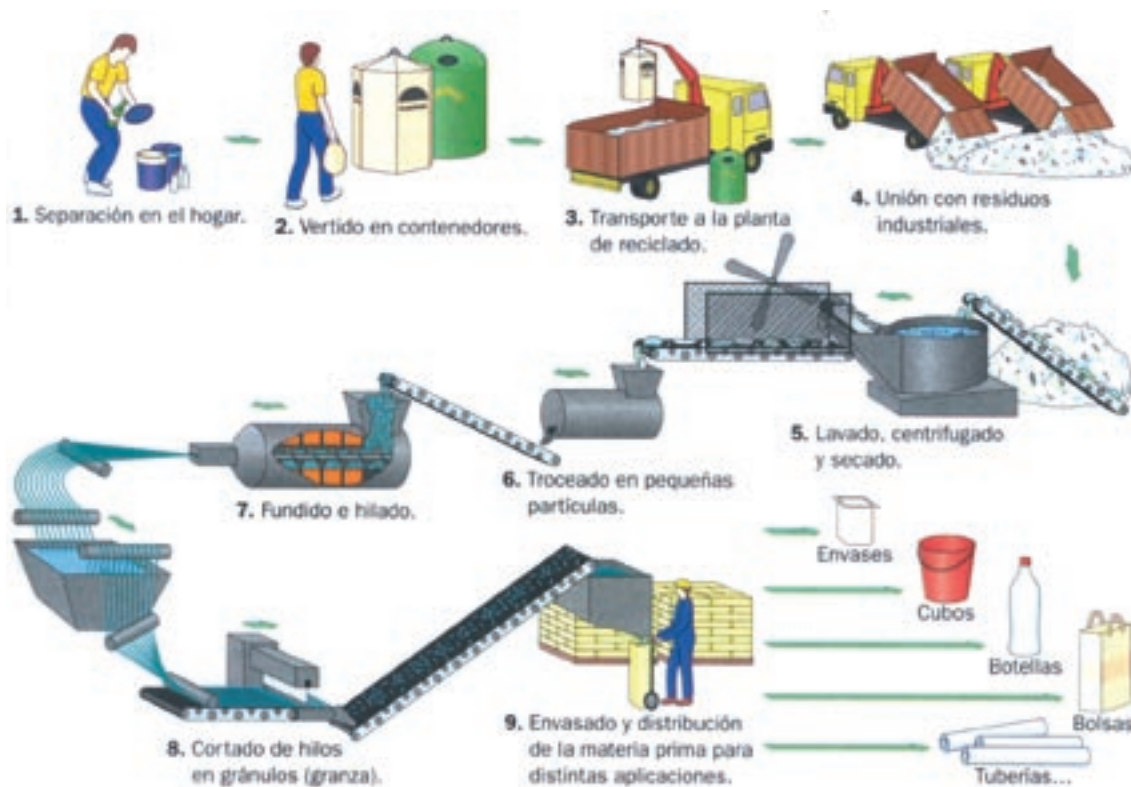 1. Separación en el hogar.
2. Vertido en contenedores.
3. Transporte a la planta
de reciclado.
4. Unión con residuos
industriales.
5. Lavado, centrifugado
y secado.
6. Troceado en pequeñas
partículas.
7. Fundido e hilado.
8. Cortado de hilos
en gránulos (granza).
9. Envasado y distribución
de la materia prima para
distintas aplicaciones.
Envases
Cubos
Botellas
Bolsas
Tuberías...